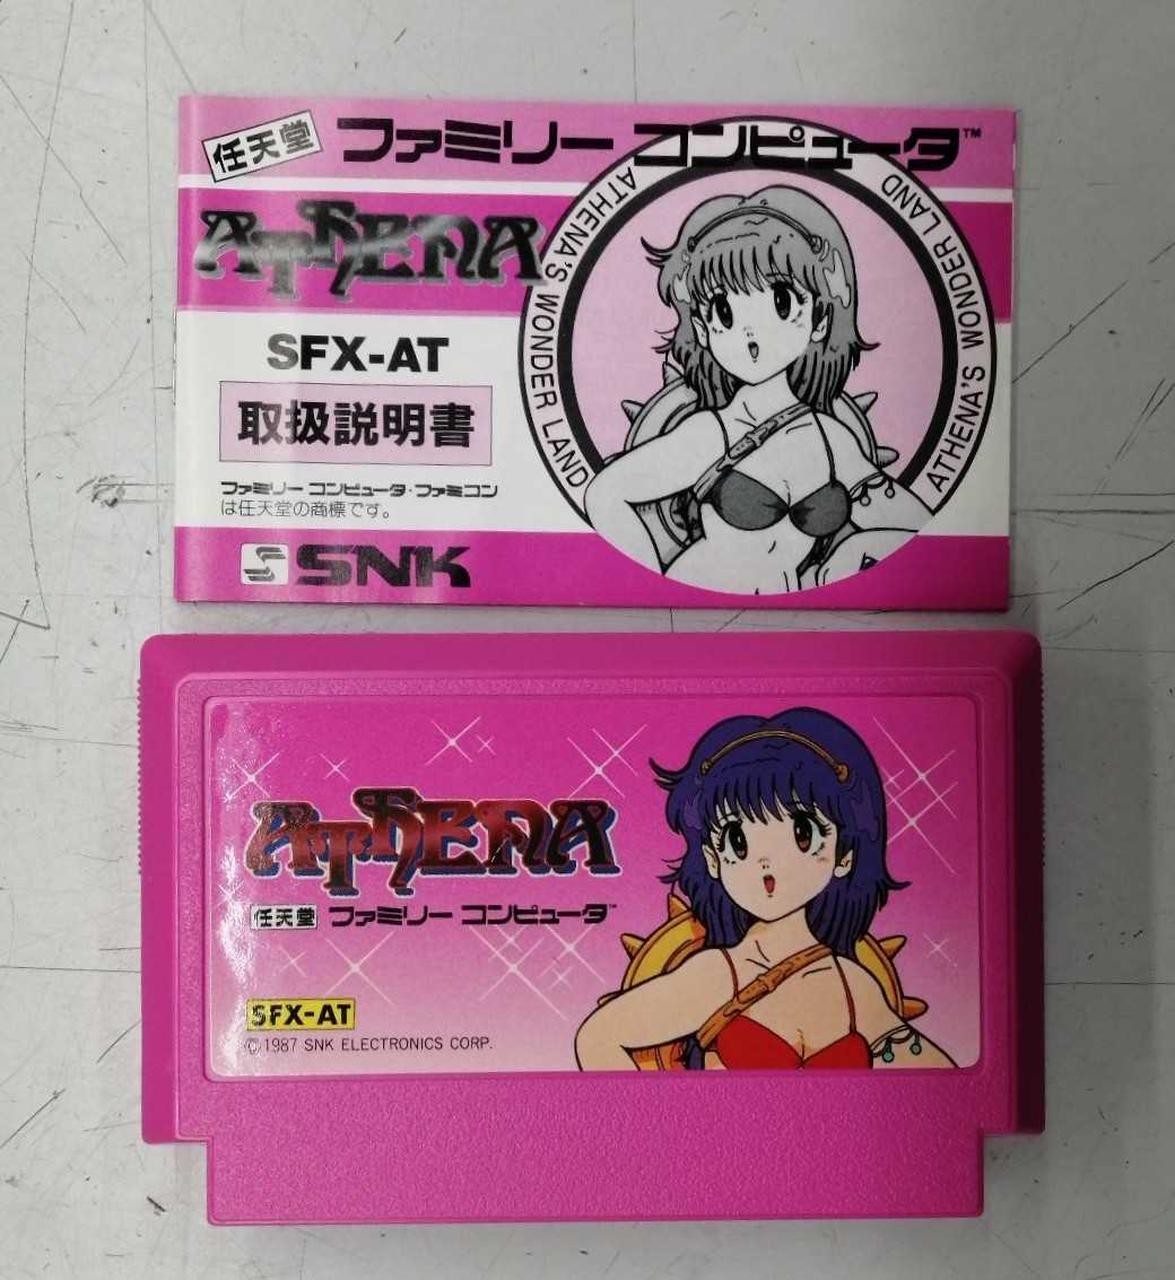 任天堂 ファミリー コンピュータ™
ATHENA
ATHENA'S WONDER LAND
ATHENA'S WONDER LAND
SFX-AT
取扱説明書
ファミリー コンピュータ・ファミコン
は任天堂の商標です。
S SNK
ATHENA
任天堂 ファミリー コンピュータ™
SFX-AT
©1987 SNK ELECTRONICS CORP.